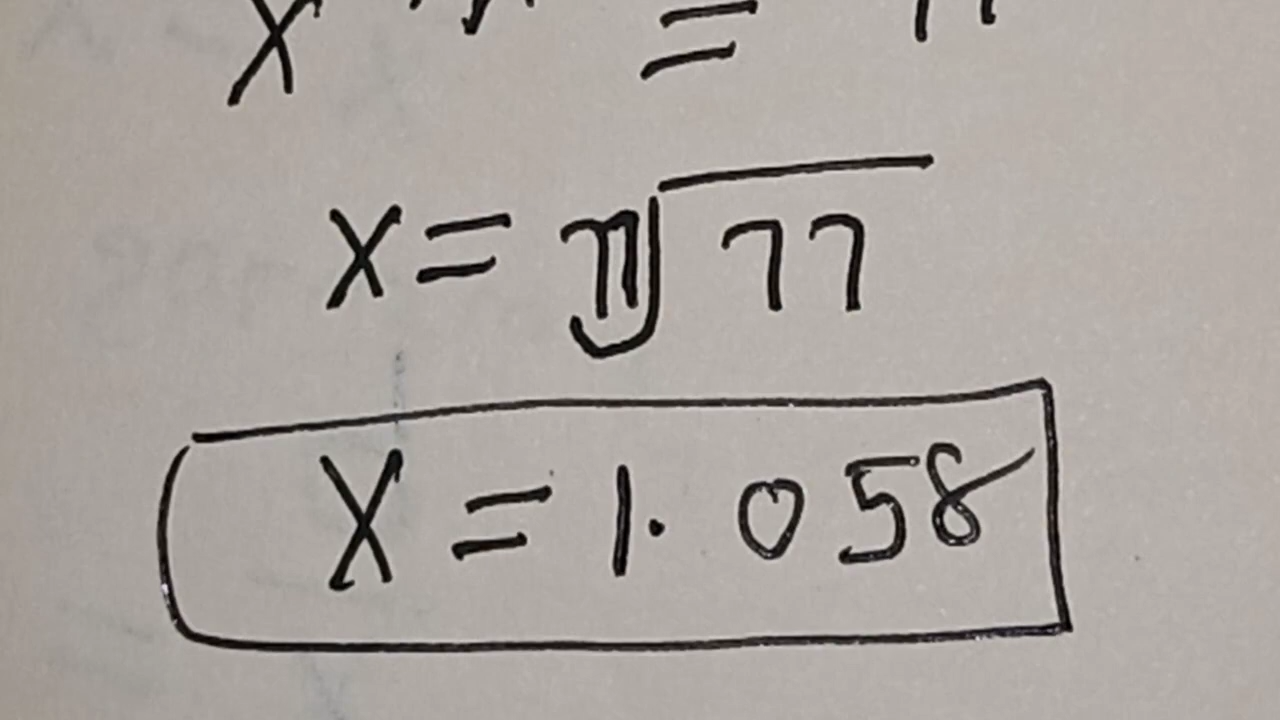 x =
x = ⁷⁷√77
x = 1.058